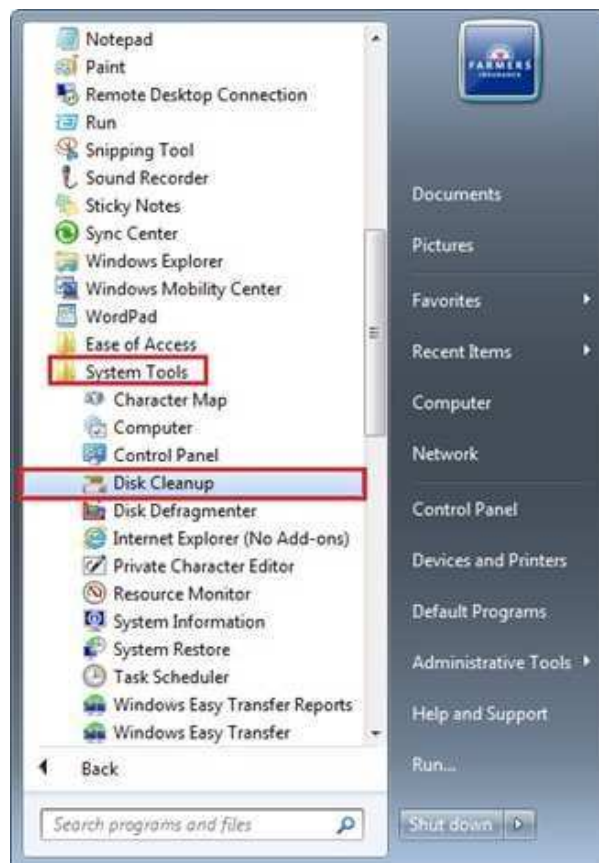 Notepad
Paint
Remote Desktop Connection
Run
Snipping Tool
Sound Recorder
Sticky Notes
Sync Center
Windows Explorer
Windows Mobility Center
WordPad
Ease of Access
System Tools
Character Map
Computer
Control Panel
Disk Cleanup
Disk Defragmenter
Internet Explorer (No Add-ons)
Private Character Editor
Resource Monitor
System Information
System Restore
Task Scheduler
Windows Easy Transfer Reports
Windows Easy Transfer
Back
Search programs and files
FARMERS
INSURANCE
Documents
Pictures
Favorites
Recent Items
Computer
Network
Control Panel
Devices and Printers
Default Programs
Administrative Tools
Help and Support
Run...
Shut down